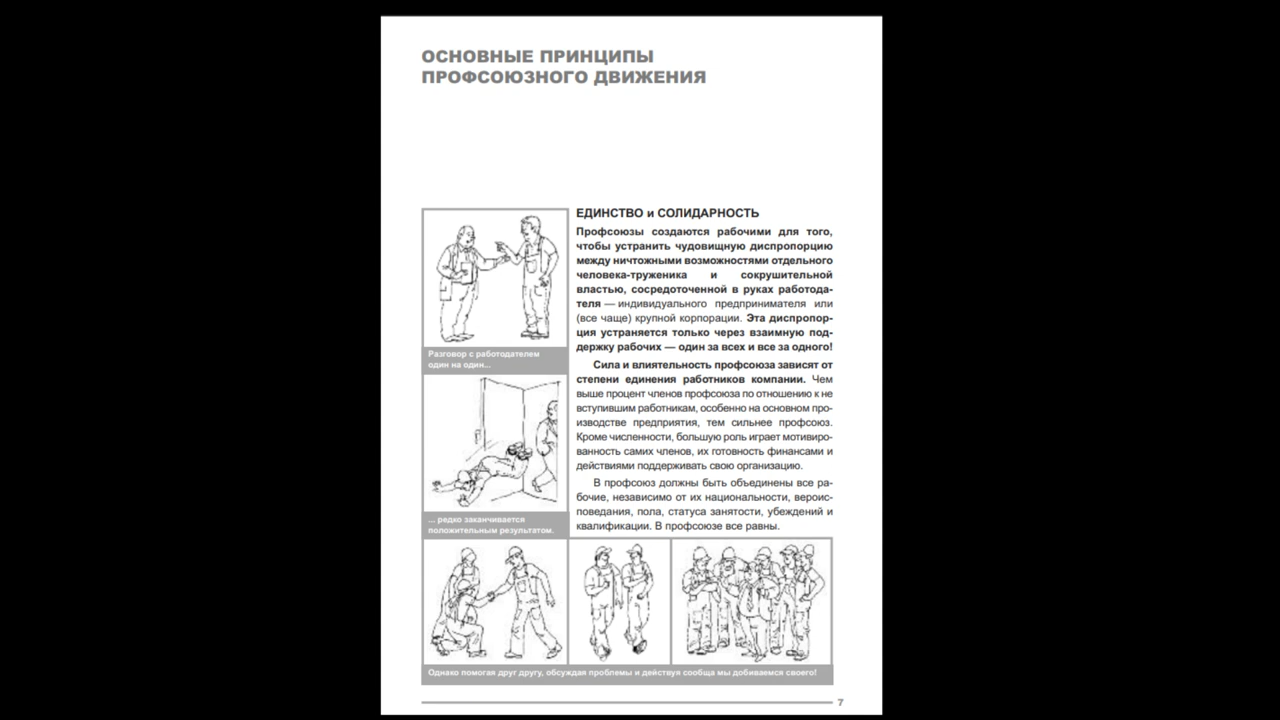 ОСНОВНЫЕ ПРИНЦИПЫ
ПРОФСОЮЗНОГО ДВИЖЕНИЯ
ЕДИНСТВО и СОЛИДАРНОСТЬ
Профсоюзы создаются рабочими для того,
чтобы устранить чудовищную диспропорцию
между ничтожными возможностями отдельного
человека-труженика и сокрушительной
властью, сосредоточенной в руках работода-
теля — индивидуального предпринимателя или
(все чаще) крупной корпорации. Эта диспропор-
ция устраняется только через взаимную под-
держку рабочих — один за всех и все за одного!
Сила и влиятельность профсоюза зависят от
степени единения работников компании. Чем
выше процент членов профсоюза по отношению к не
вступившим работникам, особенно на основном про-
изводстве предприятия, тем сильнее профсоюз.
Кроме численности, большую роль играет мотивиро-
ванность самих членов, их готовность финансами и
действиями поддерживать свою организацию.
В профсоюз должны быть объединены все ра-
бочие, независимо от их национальности, вероис-
поведания, пола, статуса занятости, убеждений и
квалификации. В профсоюзе все равны.
Разговор с работодателем
один на один...
... редко заканчивается
положительным результатом.
Однако помогая друг другу, обсуждая проблемы и действуя сообща мы добиваемся своего!
7